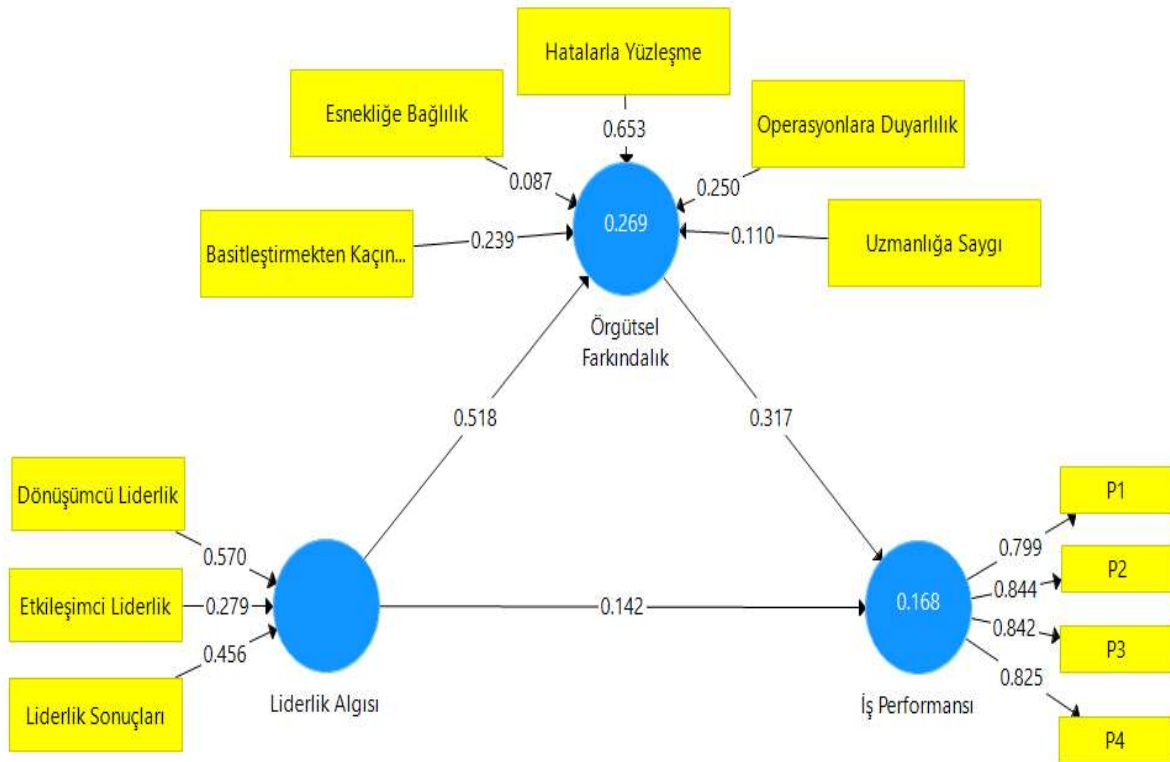 Hatalarla Yüzleşme
Esnekliğe Bağlılık
Operasyonlara Duyarlılık
0.653
0.087
0.250
Basitleştirmekten Kaçın...
0.239
0.269
0.110
Uzmanlığa Saygı
Örgütsel
Farkındalık
0.518
0.317
Dönüşümcü Liderlik
0.570
Etkileşimci Liderlik
0.279
0.456
Liderlik Sonuçları
Liderlik Algısı
0.142
0.168
İş Performansı
P1
0.799
P2
0.844
0.842
P3
0.825
P4